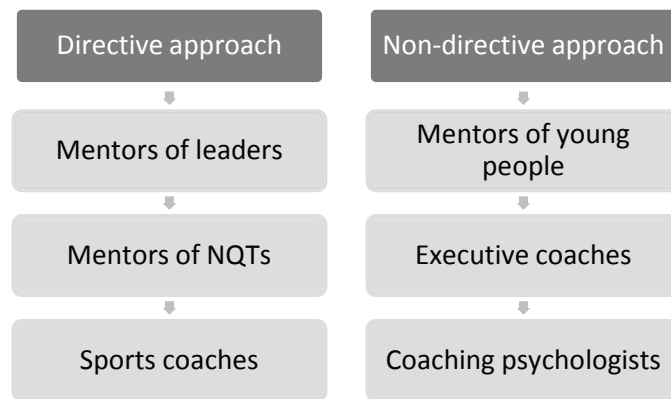 Directive approach
Mentors of leaders
Mentors of NQTs
Sports coaches
Non-directive approach
Mentors of young
people
Executive coaches
Coaching psychologists